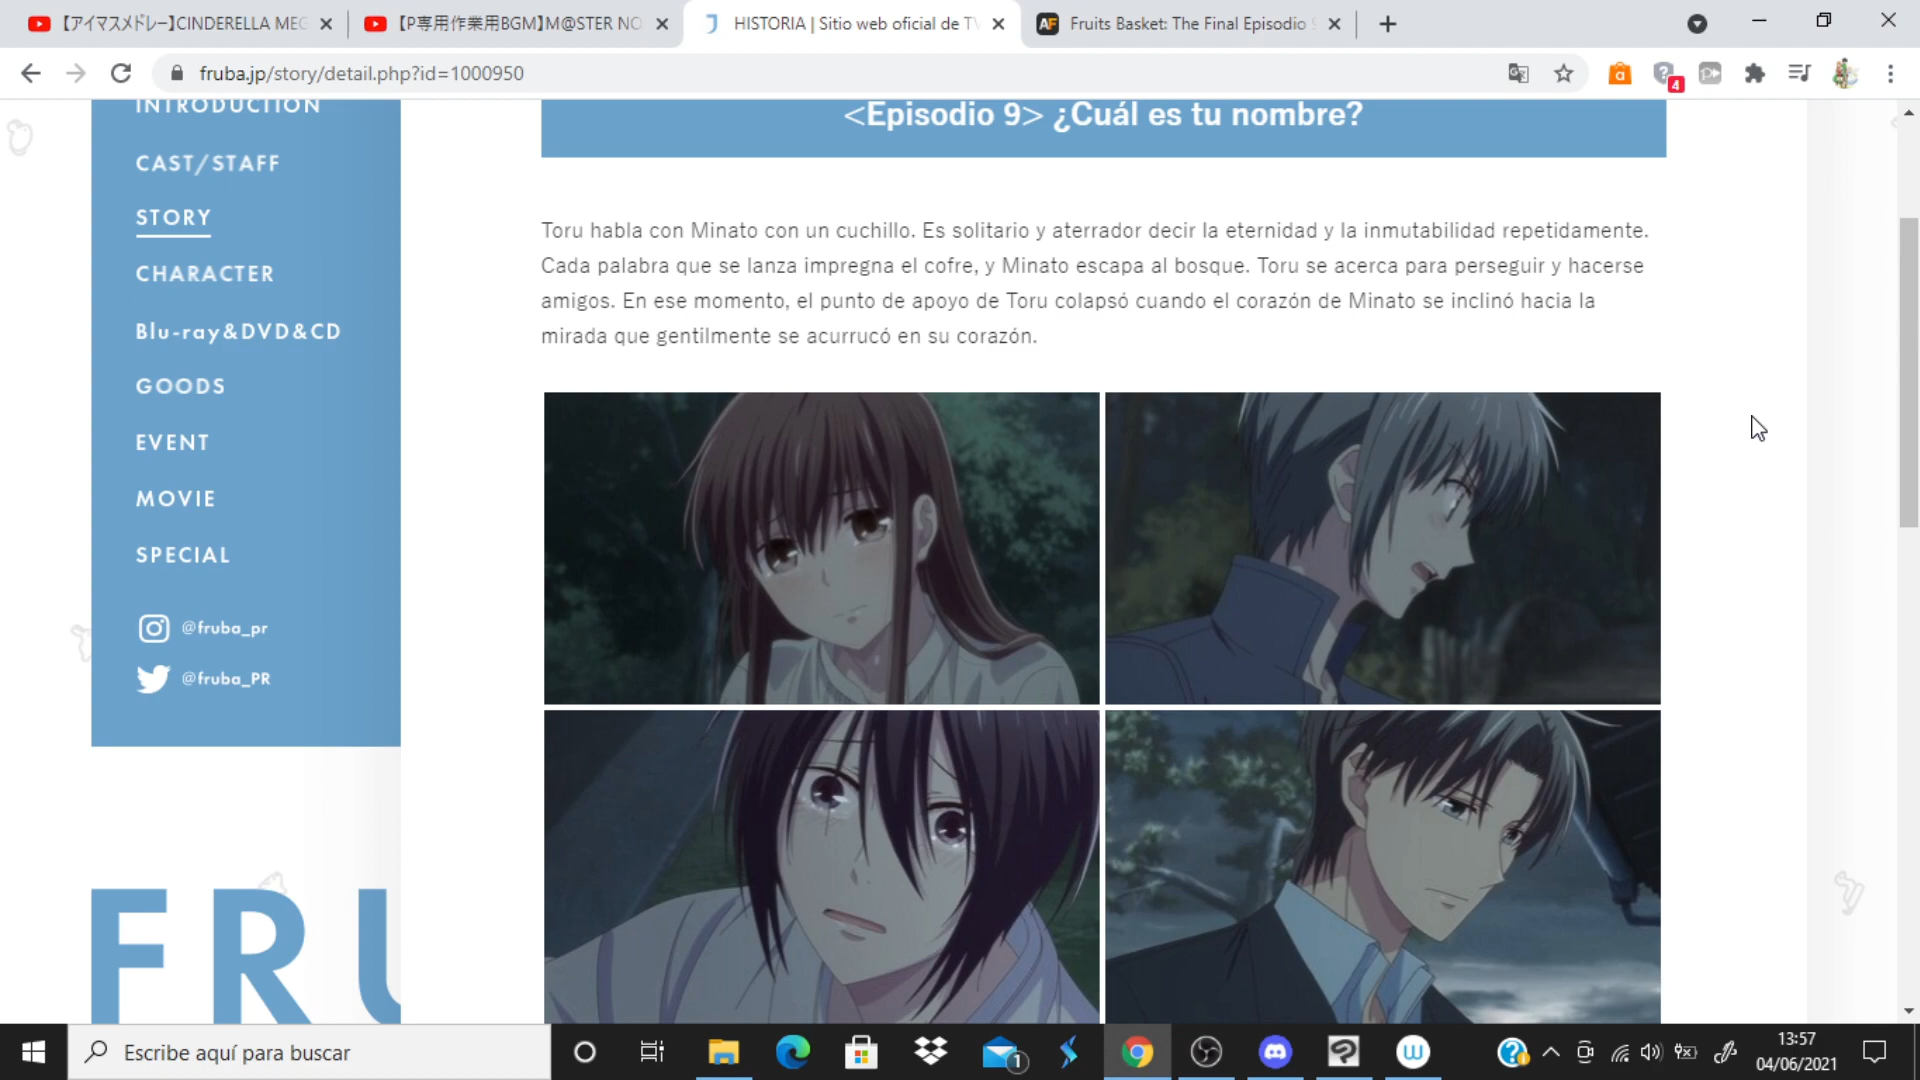 【アイマスメドレー】CINDERELLA MEG
【P専用作業用BGM】M@STER NO
HISTORIA | Sitio web oficial de TV
Fruits Basket: The Final Episodio 9
fruba.jp/story/detail.php?id=1000950
4
INTRODUCTION
CAST/STAFF
STORY
CHARACTER
Blu-ray&DVD&CD
GOODS
EVENT
MOVIE
SPECIAL
@fruba_pr
@fruba_PR
FRU
<Episodio 9> ¿Cuál es tu nombre?
Toru habla con Minato con un cuchillo. Es solitario y aterrador decir la eternidad y la inmutabilidad repetidamente.
Cada palabra que se lanza impregna el cofre, y Minato escapa al bosque. Toru se acerca para perseguir y hacerse
amigos. En ese momento, el punto de apoyo de Toru colapsó cuando el corazón de Minato se inclinó hacia la
mirada que gentilmente se acurrucó en su corazón.
Escribe aquí para buscar
1
13:57
04/06/2021